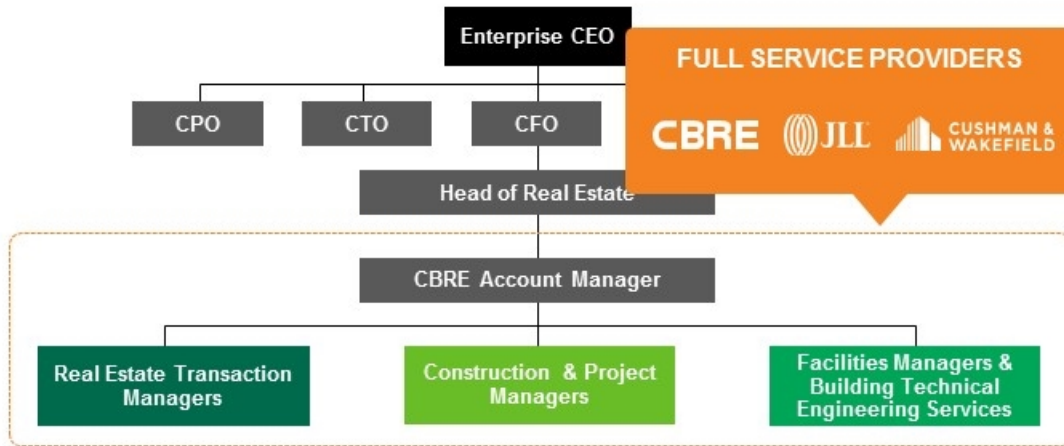 Enterprise CEO
FULL SERVICE PROVIDERS
CBRE
JLL
CUSHMAN &
WAKEFIELD
CPO
CTO
CFO
Head of Real Estate
CBRE Account Manager
Real Estate Transaction
Managers
Construction & Project
Managers
Facilities Managers &
Building Technical
Engineering Services